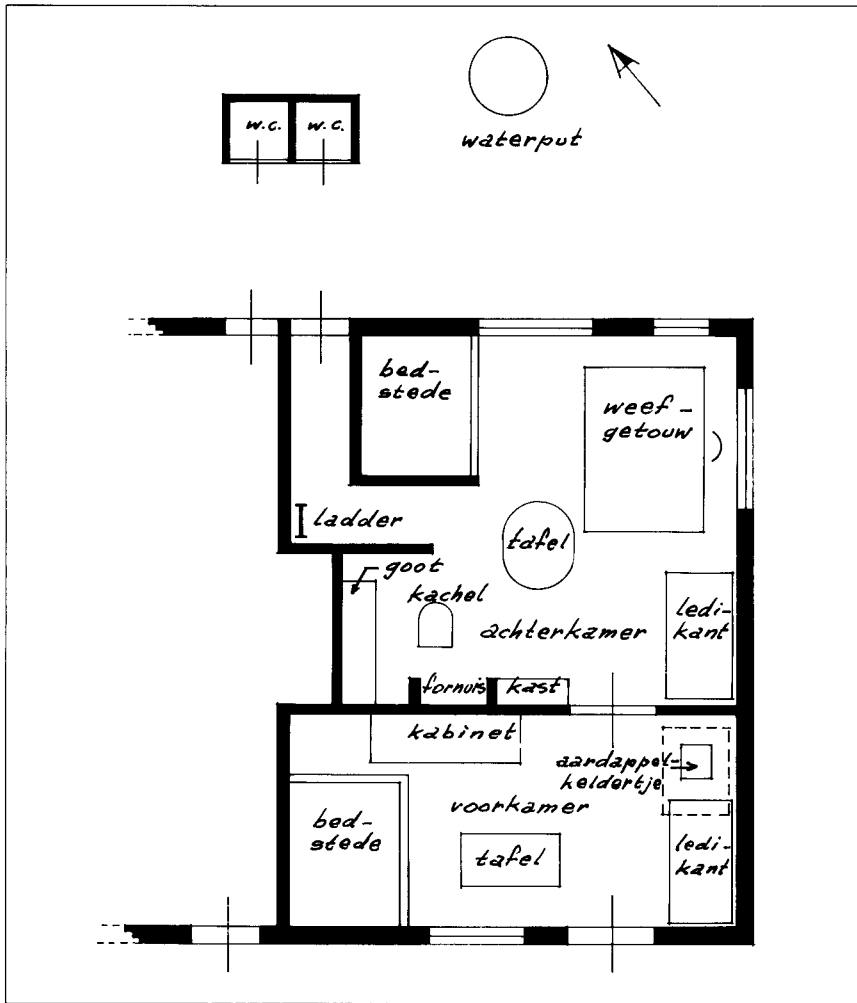 w.c. w.c.
waterput
bed-
stede
weef-
getouw
ladder
tafel
goot
kachel
ledi-
kant
achterkamer
fornuis kast
kabinet
aardappel-
keldertje
voorkamer
bed-
stede
tafel
ledi-
kant